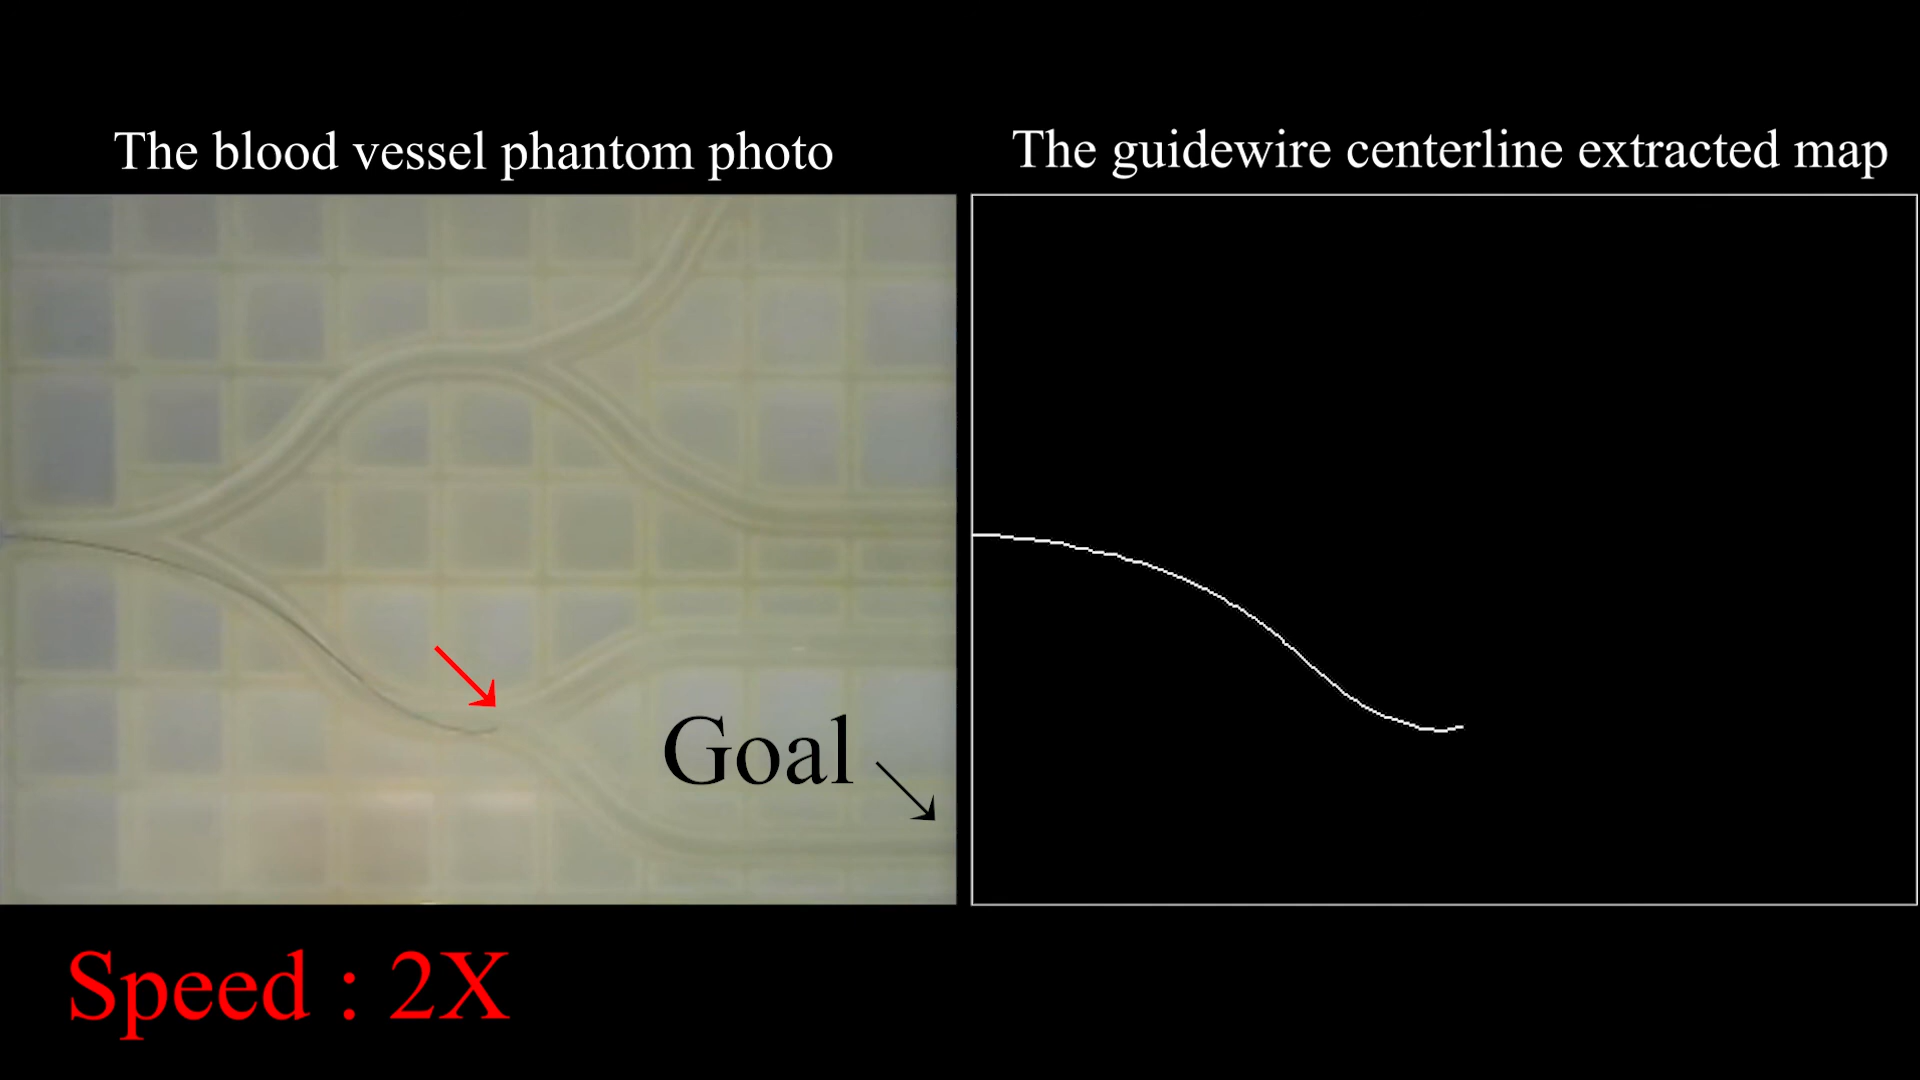 The blood vessel phantom photo
The guidewire centerline extracted map
Goal
Speed : 2X